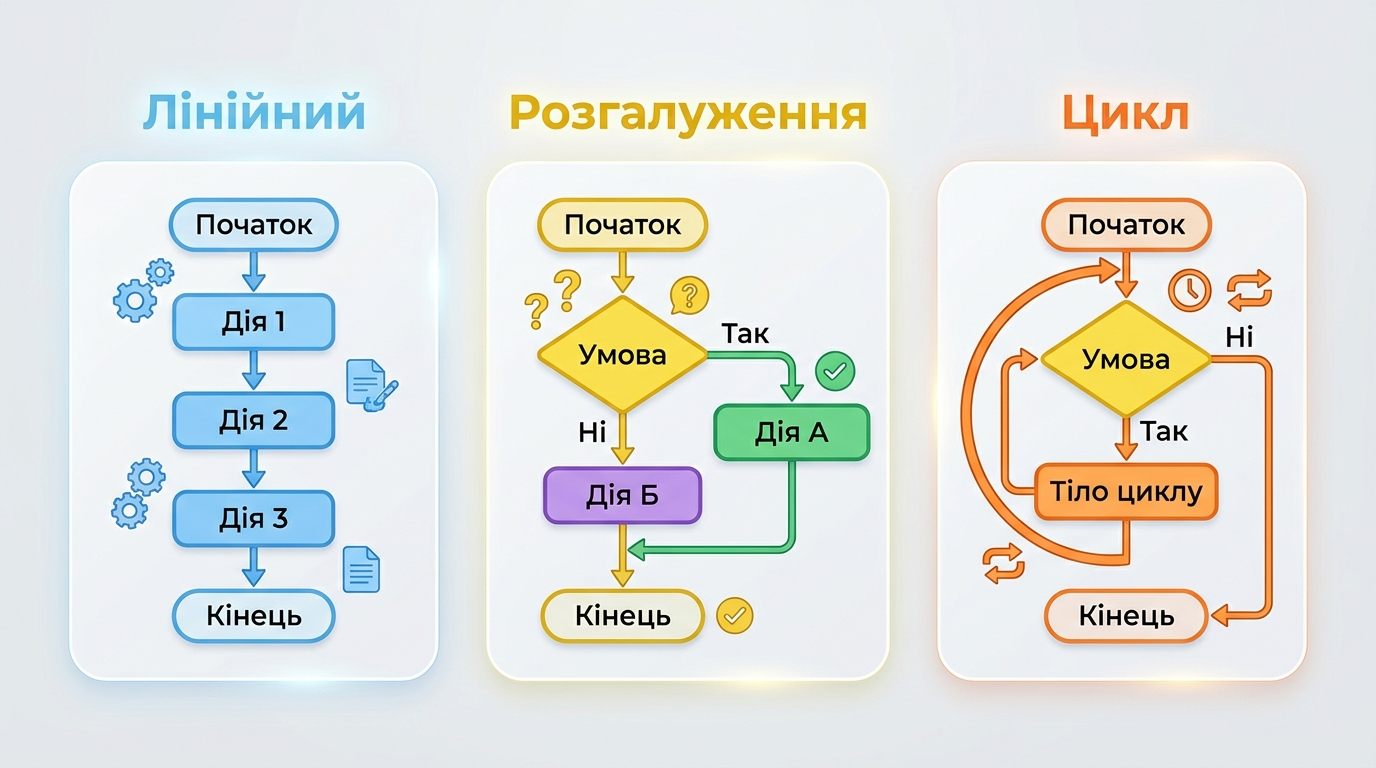 Лінійний
Початок
Дія 1
Дія 2
Дія 3
Кінець
Розгалуження
Початок
Умова
Так
Ні
Дія А
Дія Б
Кінець
Цикл
Початок
Умова
Ні
Так
Тіло циклу
Кінець